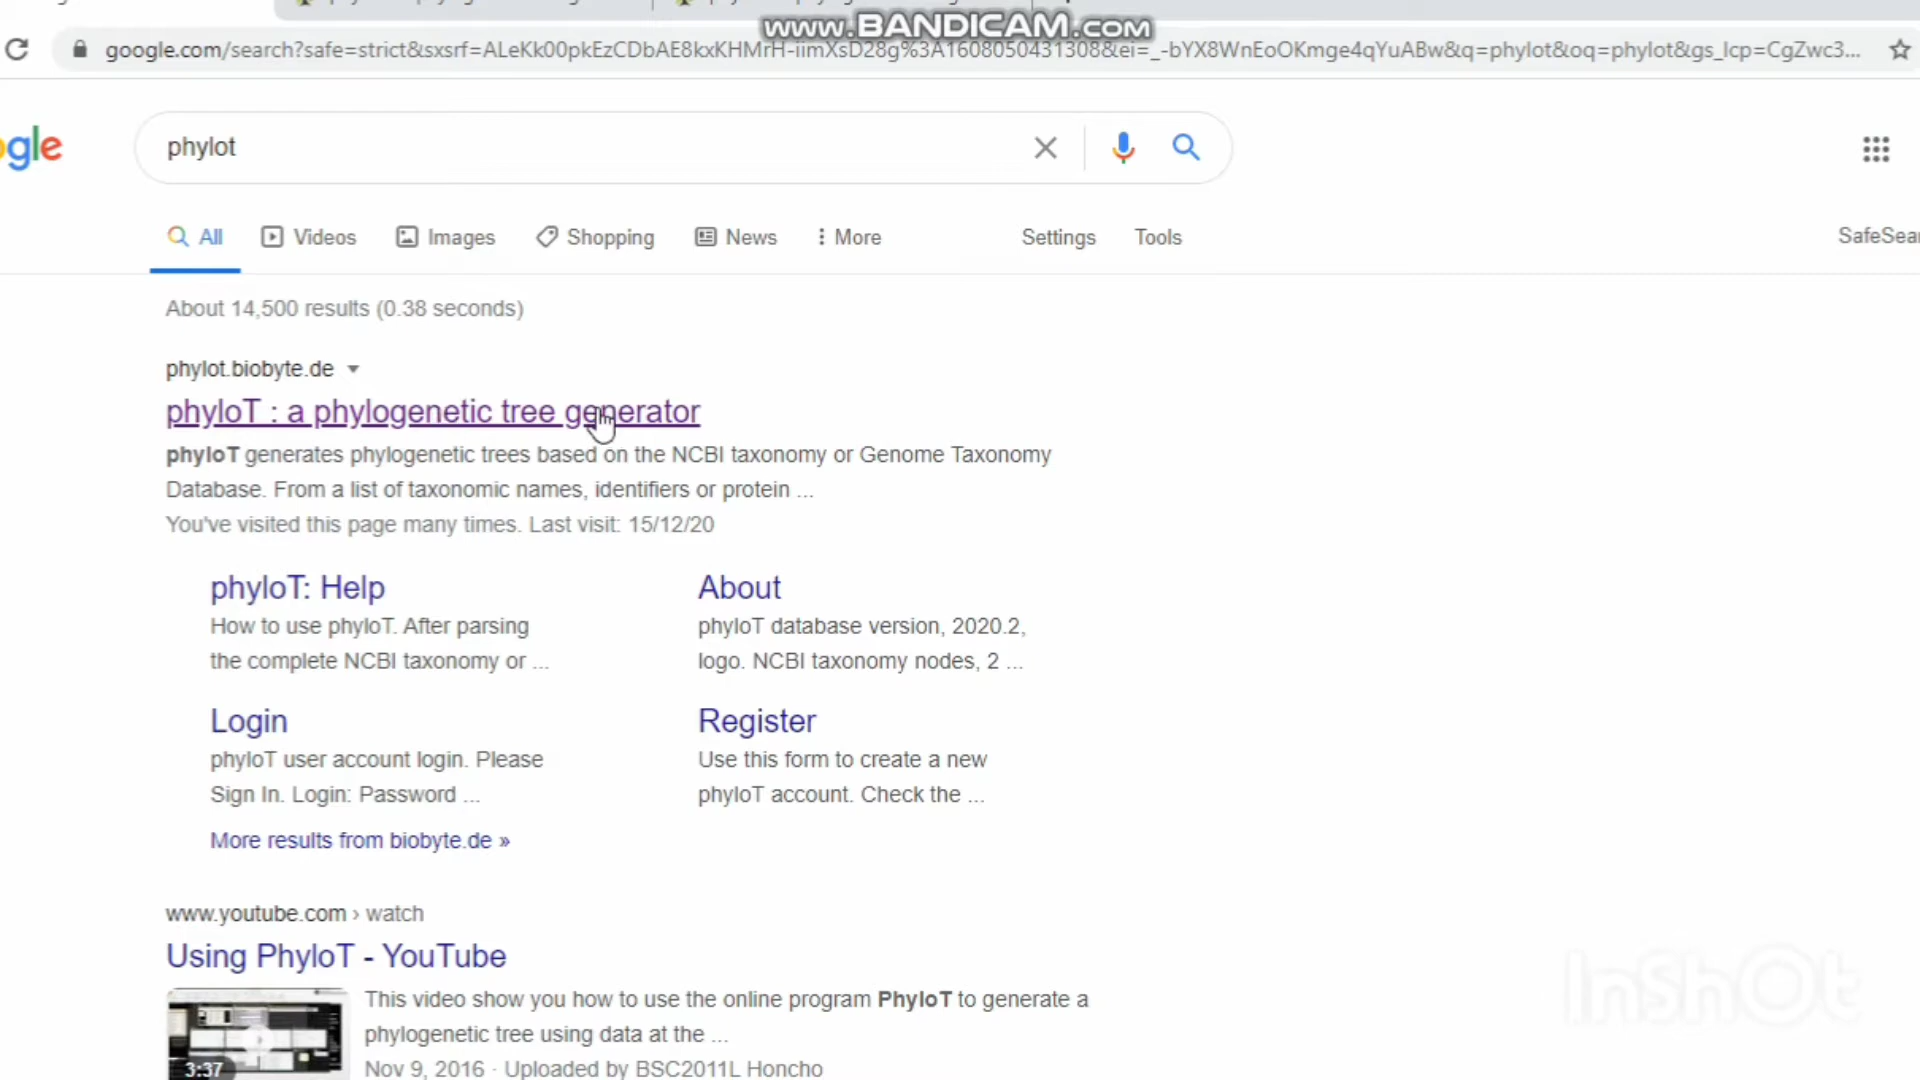 www.BANDICAM.com
google.com/search?safe=strict&sxsrf=ALeKk00pkEzCDbAE8kxKHMrH-iimXsD28g%3A1608050431308&ei=_-bYX8WnEoOKmge4qYuABw&q=phylot&oq=phylot&gs_lcp=CgZwc3...
ogle
phylot
All Videos Images Shopping News More Settings Tools SafeSear
About 14,500 results (0.38 seconds)
phylot.biobyte.de
phyloT : a phylogenetic tree generator
phyloT generates phylogenetic trees based on the NCBI taxonomy or Genome Taxonomy
Database. From a list of taxonomic names, identifiers or protein ...
You've visited this page many times. Last visit: 15/12/20
phyloT: Help
How to use phyloT. After parsing
the complete NCBI taxonomy or ...
About
phyloT database version, 2020.2,
logo. NCBI taxonomy nodes, 2 ...
Login
phyloT user account login. Please
Sign In. Login: Password ...
Register
Use this form to create a new
phyloT account. Check the ...
More results from biobyte.de »
www.youtube.com › watch
Using PhyloT - YouTube
This video show you how to use the online program PhyloT to generate a
phylogenetic tree using data at the ...
3:37
Nov 9, 2016 · Uploaded by BSC2011L Honcho
InShOt